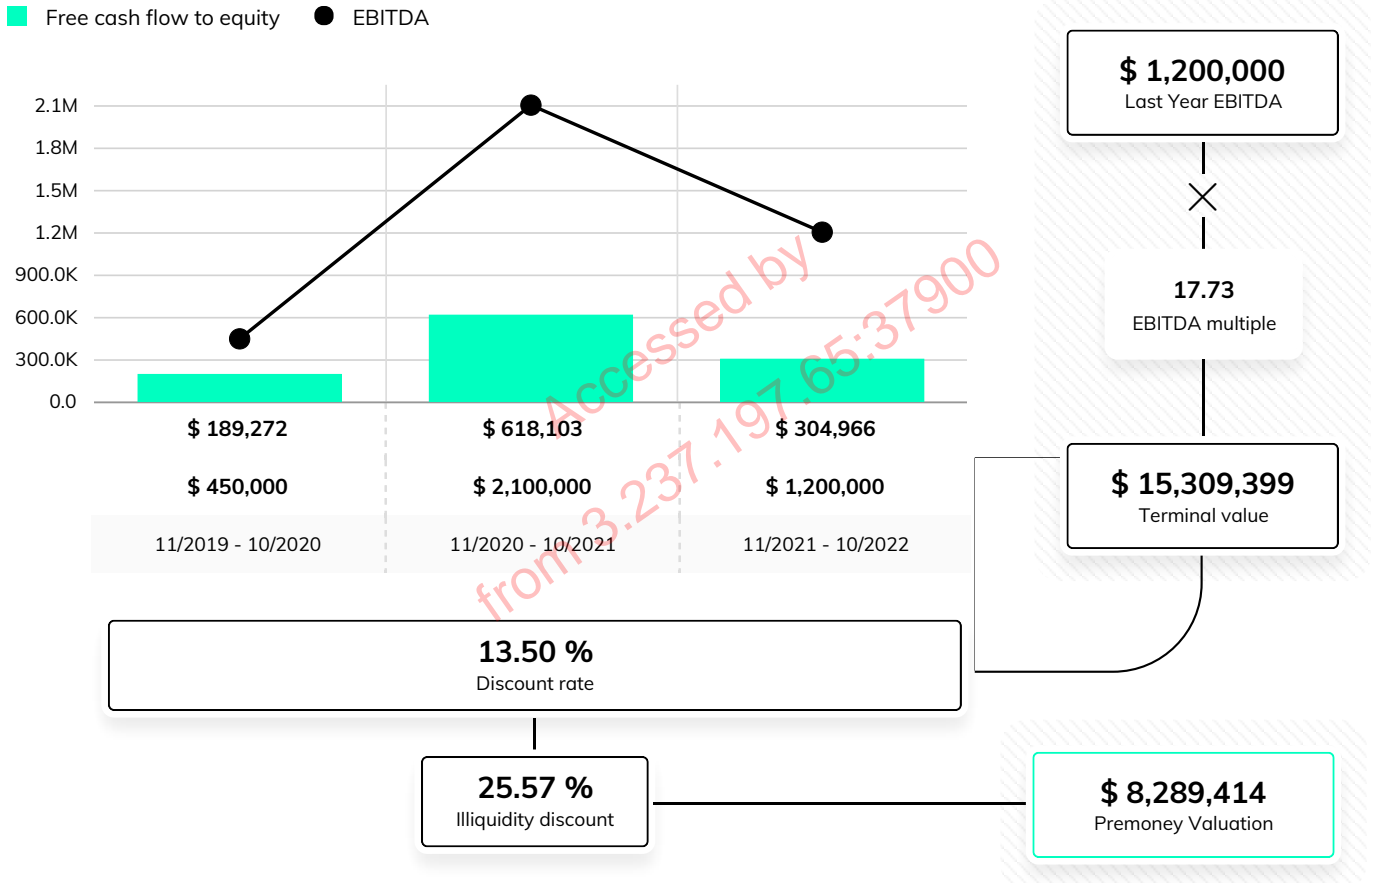 Free cash flow to equity EBITDA
2.1M
1.8M
1.5M
1.2M
900.0K
600.0K
300.0K
0.0
$ 189,272 $ 618,103 $ 304,966
$ 450,000 $ 2,100,000 $ 1,200,000
11/2019 - 10/2020 11/2020 - 10/2021 11/2021 - 10/2022
Accessed by
from 3.237.197.65:37900
13.50 %
Discount rate
25.57 %
Illiquidity discount
$ 1,200,000
Last Year EBITDA
17.73
EBITDA multiple
$ 15,309,399
Terminal value
$ 8,289,414
Premoney Valuation